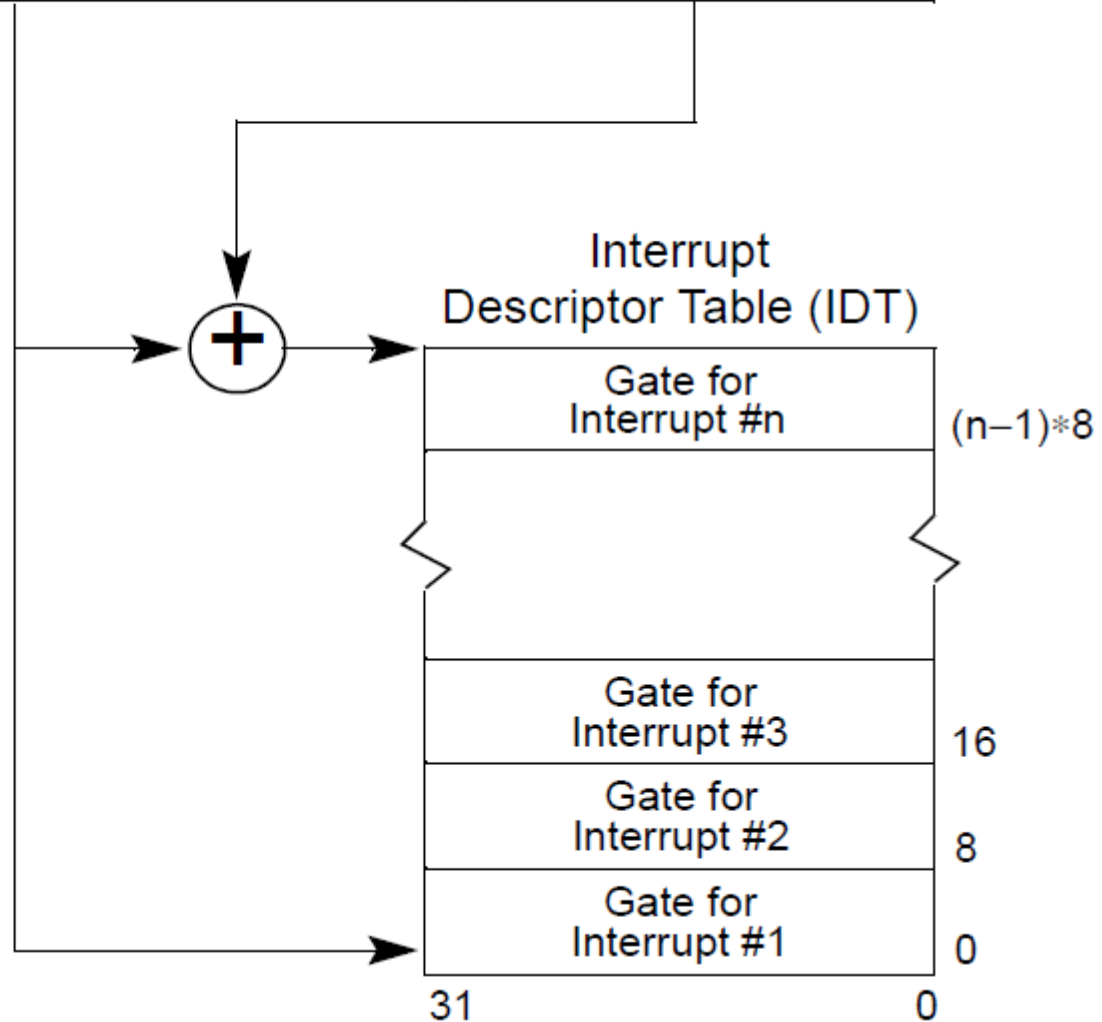 Interrupt
Descriptor Table (IDT)
+
Gate for
Interrupt #n
(n−1)∗8
Gate for
Interrupt #3
16
Gate for
Interrupt #2
8
Gate for
Interrupt #1
0
31
0